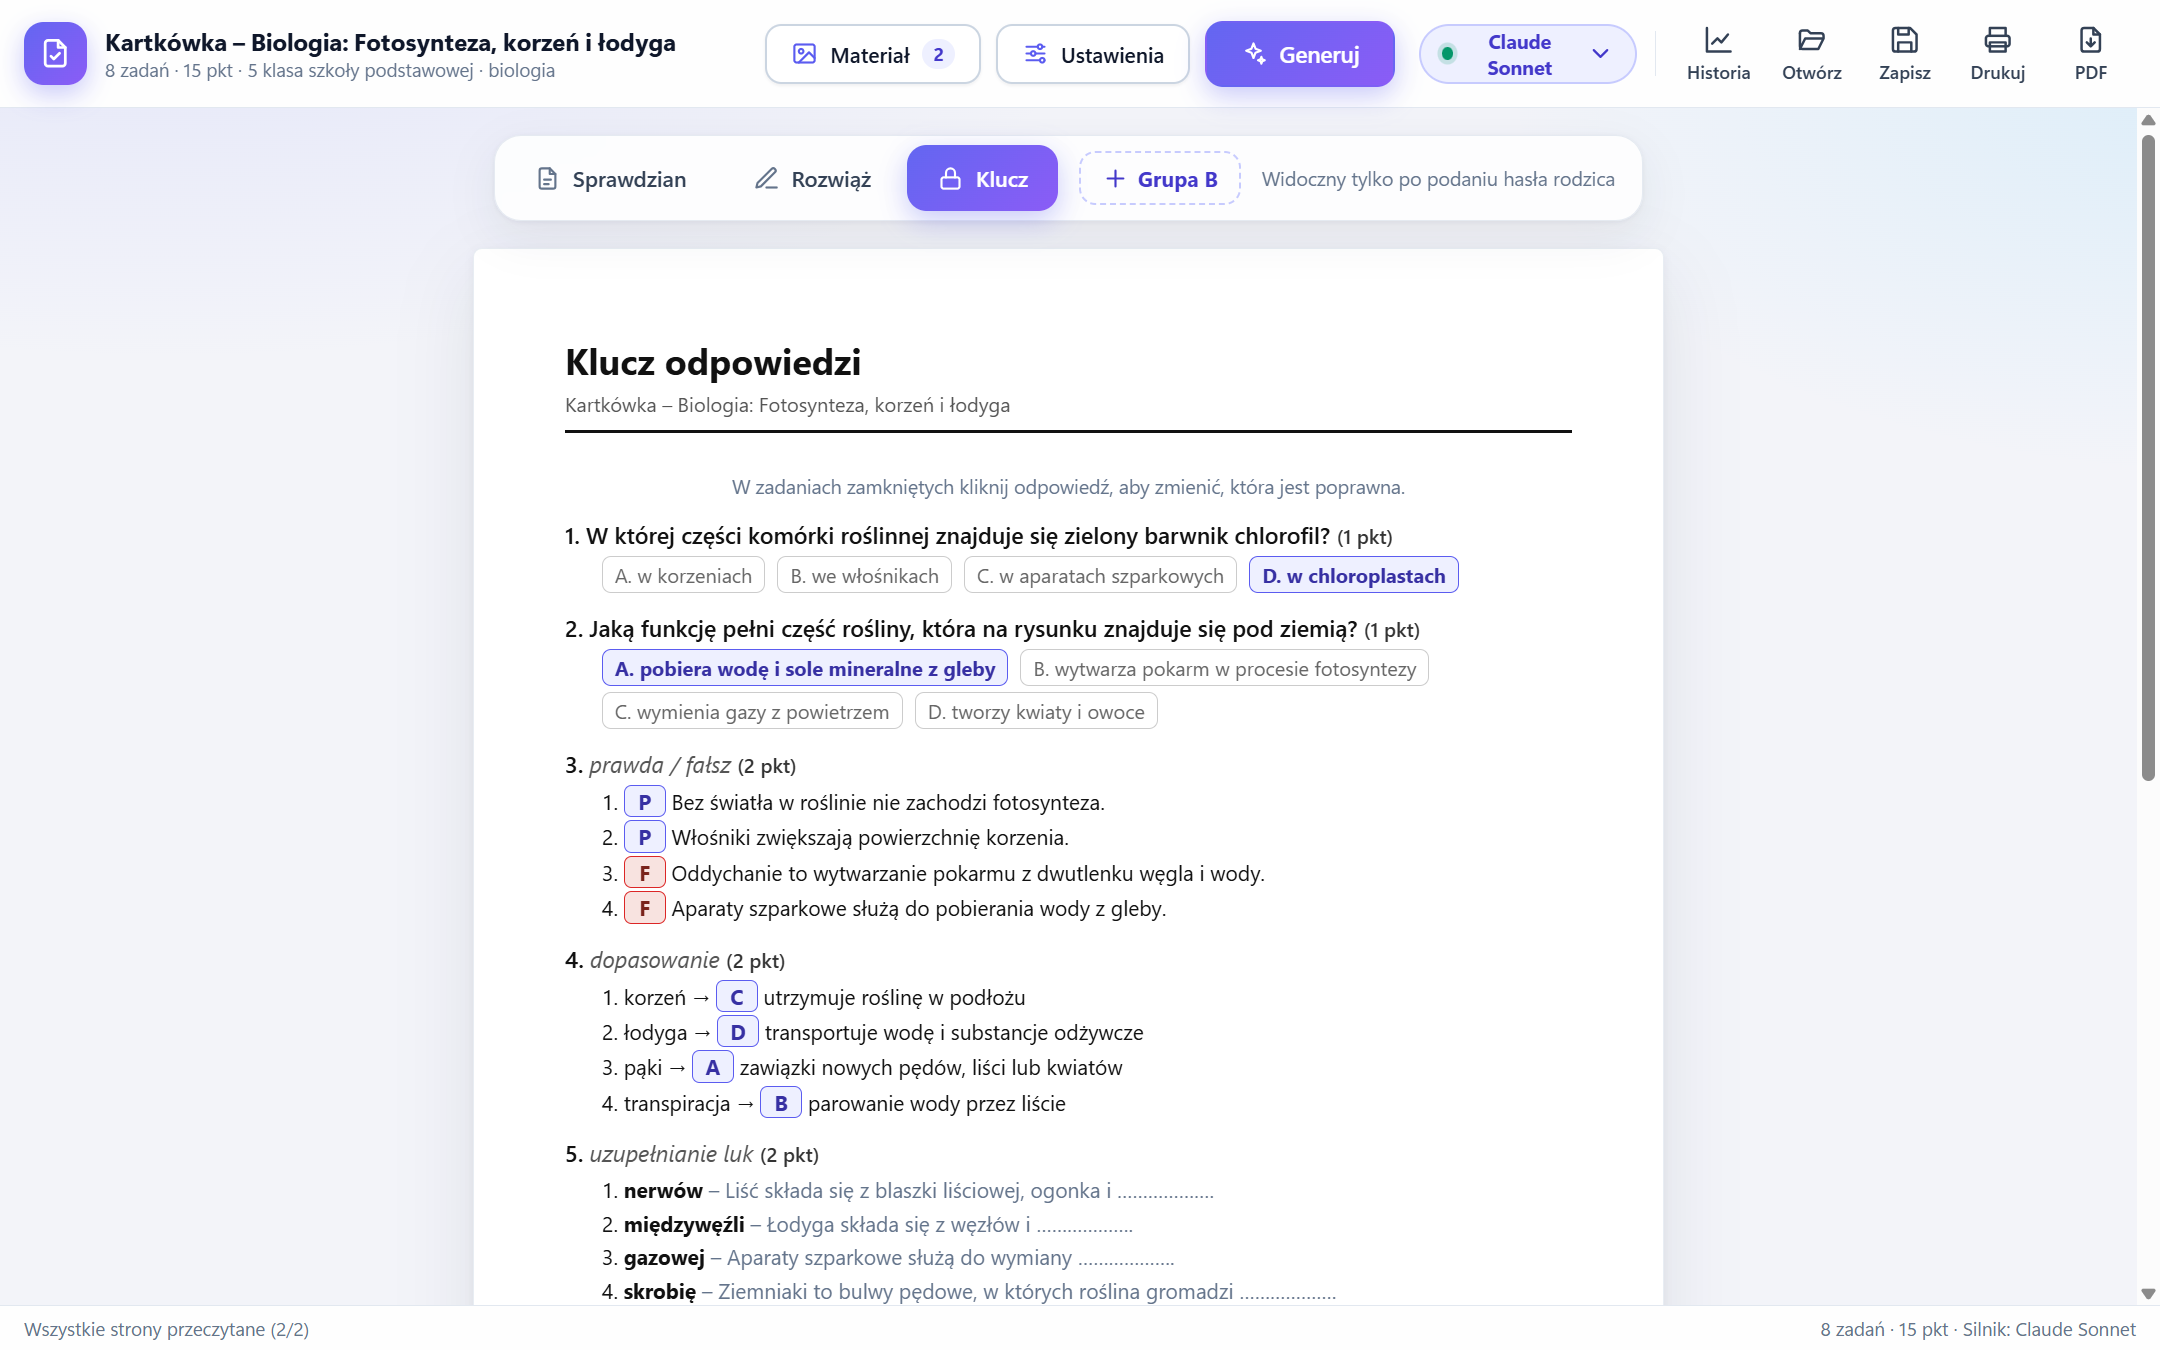 Kartkówka – Biologia: Fotosynteza, korzeń i łodyga
8 zadań · 15 pkt · 5 klasa szkoły podstawowej · biologia
Materiał 2
Ustawienia
Generuj
Claude
Sonnet
Historia
Otwórz
Zapisz
Drukuj
PDF
Sprawdzian
Rozwiąż
Klucz
+ Grupa B
Widoczny tylko po podaniu hasła rodzica
Klucz odpowiedzi
Kartkówka – Biologia: Fotosynteza, korzeń i łodyga
W zadaniach zamkniętych kliknij odpowiedź, aby zmienić, która jest poprawna.
1. W której części komórki roślinnej znajduje się zielony barwnik chlorofil? (1 pkt)
A. w korzeniach B. we włośnikach C. w aparatach szparkowych D. w chloroplastach
2. Jaką funkcję pełni część rośliny, która na rysunku znajduje się pod ziemią? (1 pkt)
A. pobiera wodę i sole mineralne z gleby B. wytwarza pokarm w procesie fotosyntezy
C. wymienia gazy z powietrzem D. tworzy kwiaty i owoce
3. prawda / fałsz (2 pkt)
1. P Bez światła w roślinie nie zachodzi fotosynteza.
2. P Włośniki zwiększają powierzchnię korzenia.
3. F Oddychanie to wytwarzanie pokarmu z dwutlenku węgla i wody.
4. F Aparaty szparkowe służą do pobierania wody z gleby.
4. dopasowanie (2 pkt)
1. korzeń → C utrzymuje roślinę w podłożu
2. łodyga → D transportuje wodę i substancje odżywcze
3. pąki → A zawiązki nowych pędów, liści lub kwiatów
4. transpiracja → B parowanie wody przez liście
5. uzupełnianie luk (2 pkt)
1. nerwów – Liść składa się z blaszki liściowej, ogonka i ...................
2. międzywęźli – Łodyga składa się z węzłów i ...................
3. gazowej – Aparaty szparkowe służą do wymiany ...................
4. skrobię – Ziemniaki to bulwy pędowe, w których roślina gromadzi ...................
Wszystkie strony przeczytane (2/2)
8 zadań · 15 pkt · Silnik: Claude Sonnet